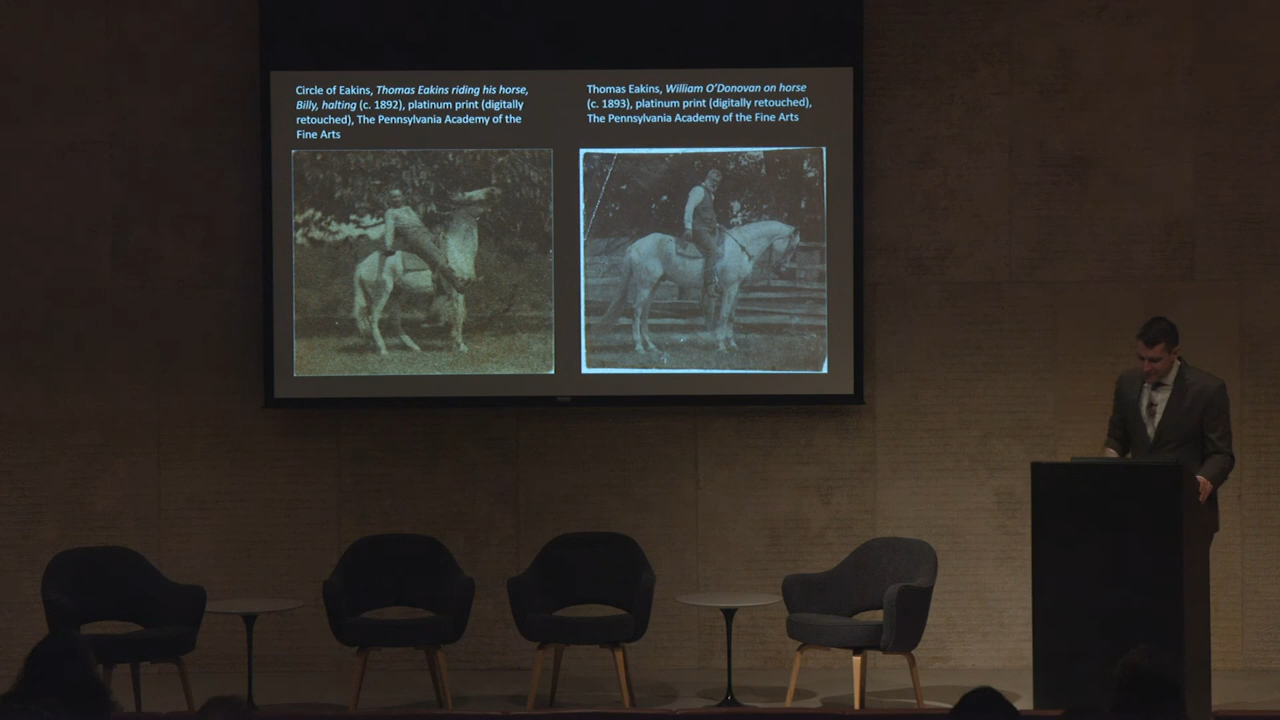 Circle of Eakins, Thomas Eakins riding his horse,
Billy, halting (c. 1892), platinum print (digitally
retouched), The Pennsylvania Academy of the
Fine Arts
Thomas Eakins, William O’Donovan on horse
(c. 1893), platinum print (digitally retouched),
The Pennsylvania Academy of the Fine Arts